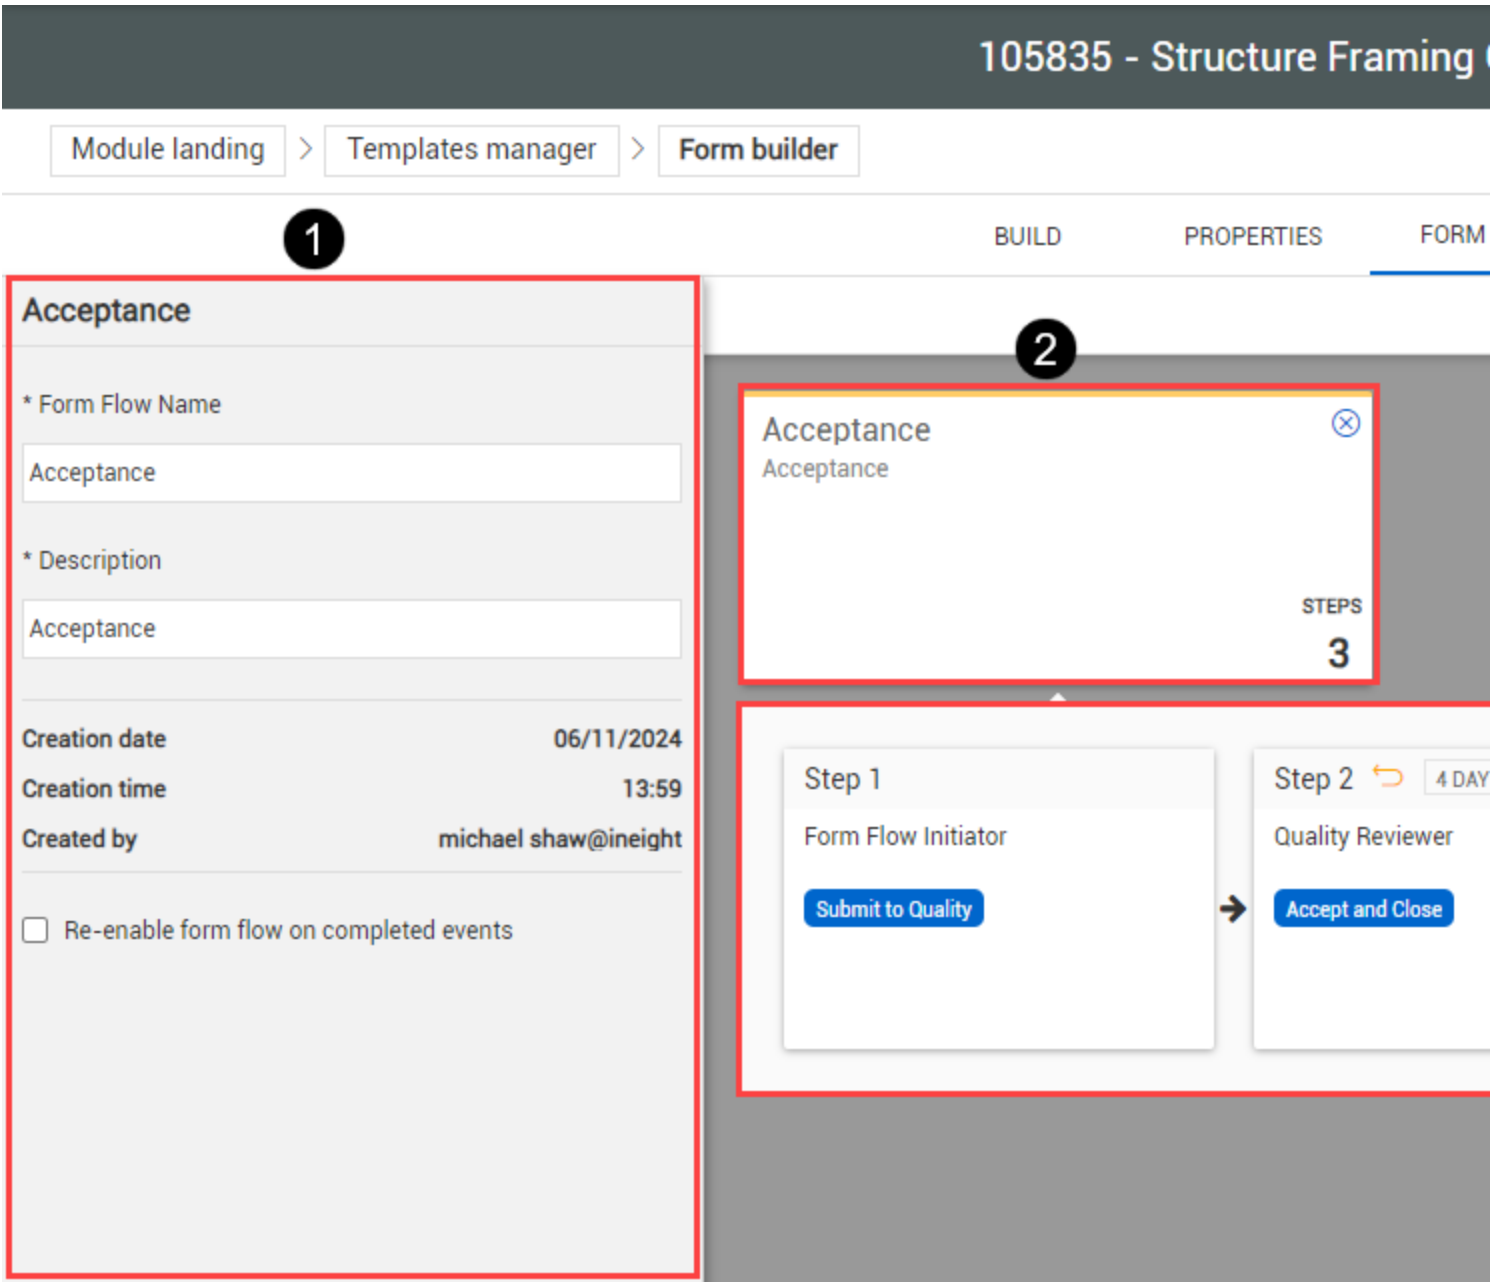 105835 - Structure Framing
Module landing > Templates manager > Form builder
1
BUILD PROPERTIES FORM
Acceptance
* Form Flow Name
Acceptance
* Description
Acceptance
Creation date 06/11/2024
Creation time 13:59
Created by michael shaw@ineight
Re-enable form flow on completed events
2
Acceptance
Acceptance
STEPS
3
Step 1
Form Flow Initiator
Submit to Quality
Step 2 4 DAY
Quality Reviewer
Accept and Close